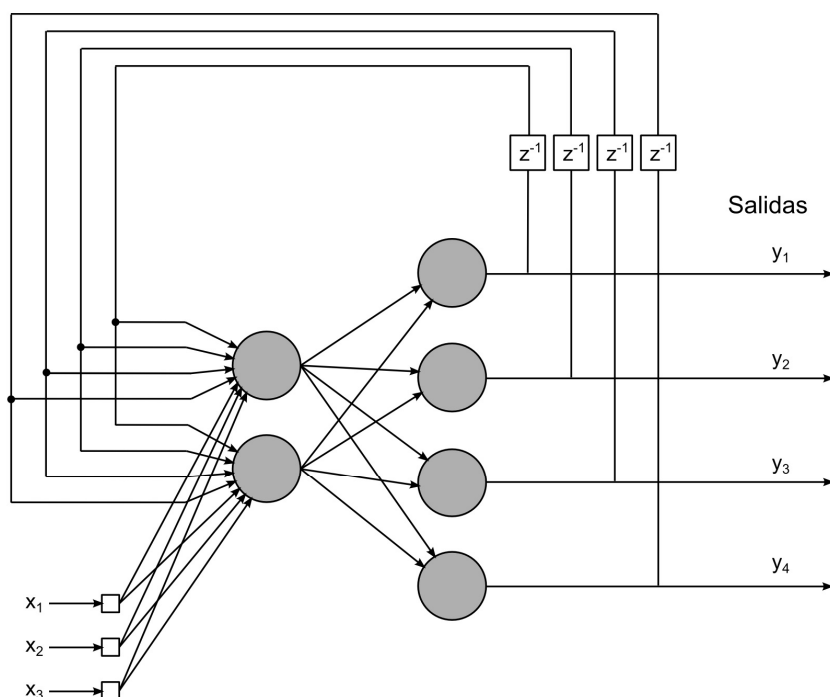 z⁻¹ z⁻¹ z⁻¹ z⁻¹
Salidas
y₁
y₂
y₃
y₄
x₁
x₂
x₃